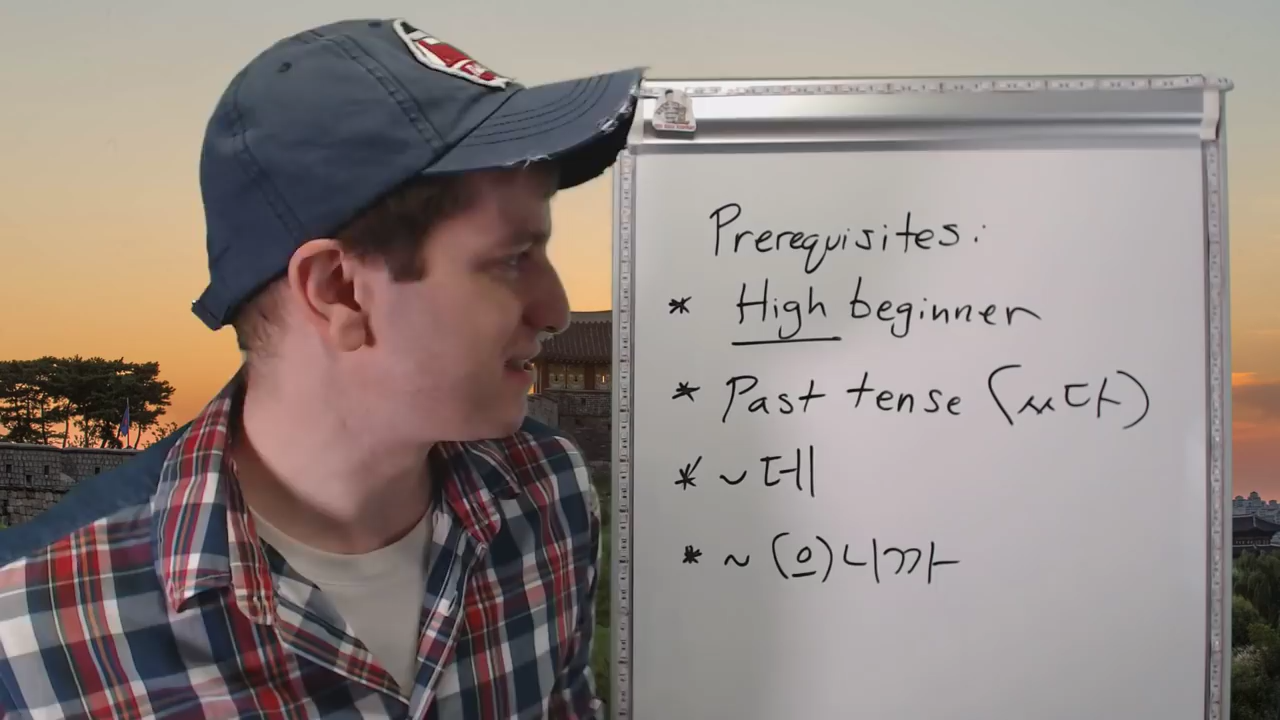 Prerequisites:
* High beginner
* Past tense (ㅆ다)
* ~데
* ~(으)니까